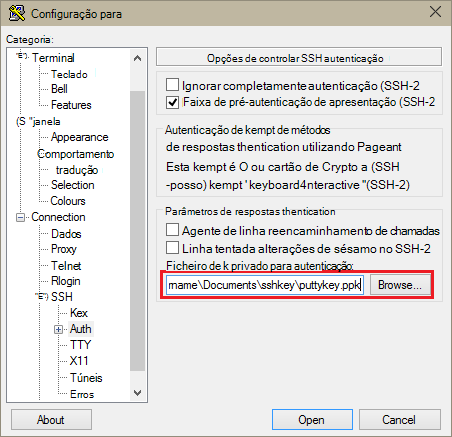 Configuração para
Categoria:
"E"). Terminal
Teclado
Bell
Features
(S "janela
Appearance
Comportamento
tradução
Selection
Colours
Connection
Dados
Proxy
Telnet
Rlogin
"E"). SSH
Kex
Auth
TTY
X11
Túneis
Erros
Opções de controlar SSH autenticação
Ignorar completamente autenticação (SSH-2
Faixa de pré-autenticação de apresentação (SSH-2
Autenticação de kempt de métodos
de respostas thentication utilizando Pageant
Esta kempt é O ou cartão de Crypto a (SSH
-posso) kempt ' keyboard4nteractive "(SSH-2)
Parâmetros de respostas thentication
Agente de linha reencaminhamento de chamadas
Linha tentada alterações de sésamo no SSH-2
Ficheiro de k privado para autenticação:
mame\Documents\sshkey\puttykey.ppk
Browse...
About
Open
Cancel